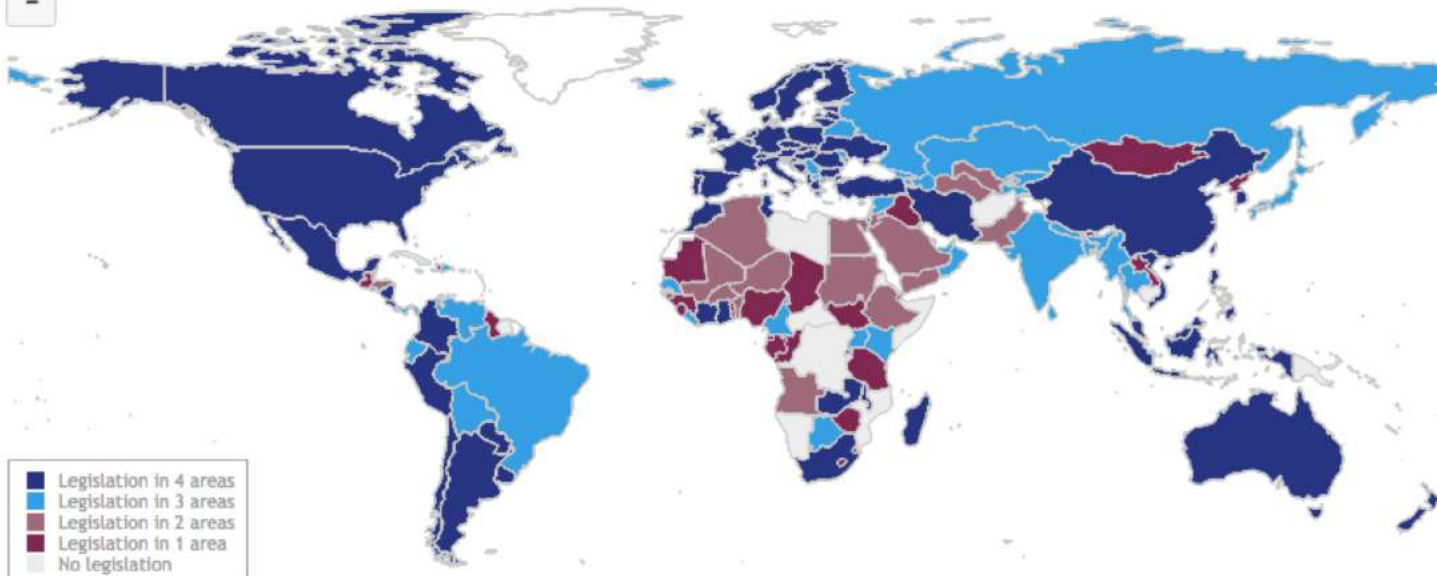 Legislation in 4 areas
Legislation in 3 areas
Legislation in 2 areas
Legislation in 1 area
No legislation